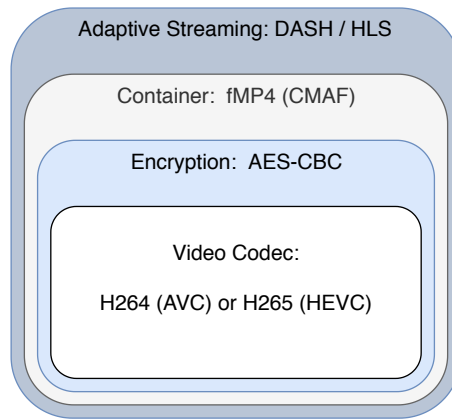 Adaptive Streaming: DASH / HLS
Container: fMP4 (CMAF)
Encryption: AES-CBC
Video Codec:
H264 (AVC) or H265 (HEVC)